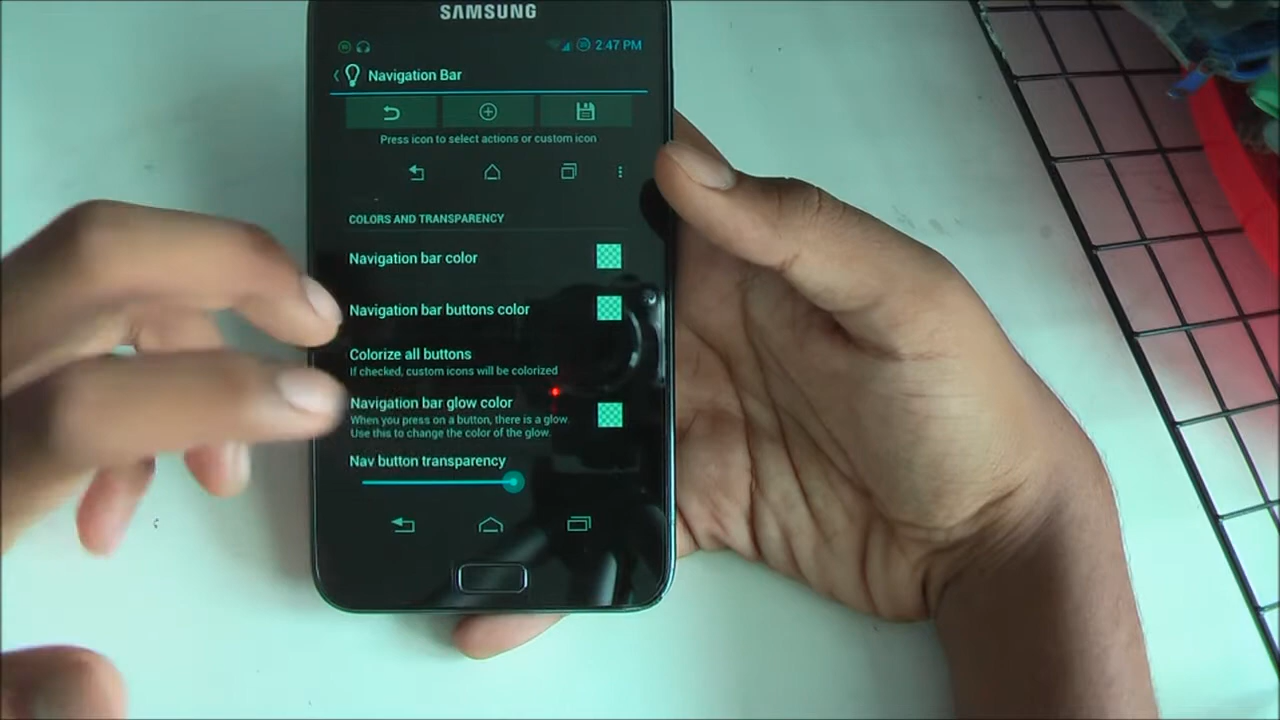 SAMSUNG
2:47 PM
Navigation Bar
Press icon to select actions or custom icon
COLORS AND TRANSPARENCY
Navigation bar color
Navigation bar buttons color
Colorize all buttons
If checked, custom icons will be colorized
Navigation bar glow color
When you press on a button, there is a glow.
Use this to change the color of the glow.
Nav button transparency